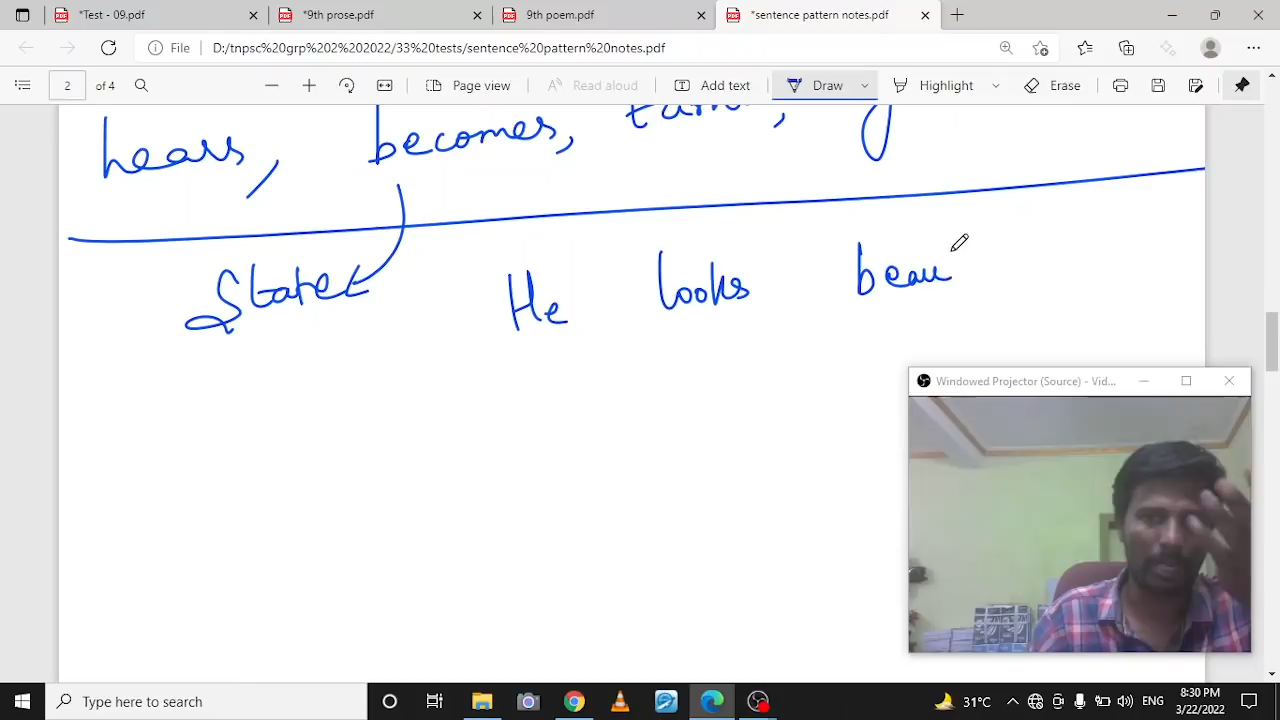 *Test - 09.pdf *9th prose.pdf 9th poem.pdf *sentence pattern notes.pdf
File D:/tnpsc%20grp%202%202022/33%20tests/sentence%20pattern%20notes.pdf
2 of 4 Page view Read aloud Add text Draw Highlight Erase
hears, becomes,
State He looks beau
Windowed Projector (Source) - Vid...
Type here to search
31°C ENG 8:30 PM
3/22/2022